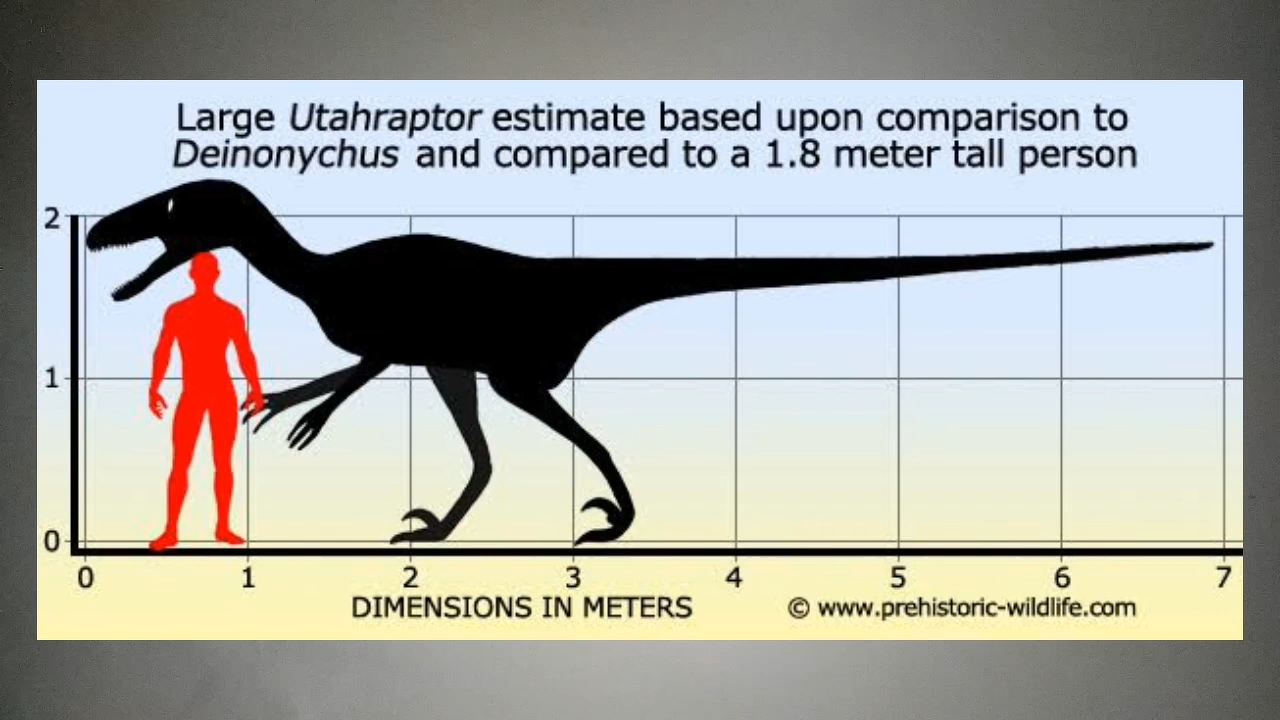 Large Utahraptor estimate based upon comparison to
Deinonychus and compared to a 1.8 meter tall person
2
1
0
0 1 2 3 4 5 6 7
DIMENSIONS IN METERS © www.prehistoric-wildlife.com